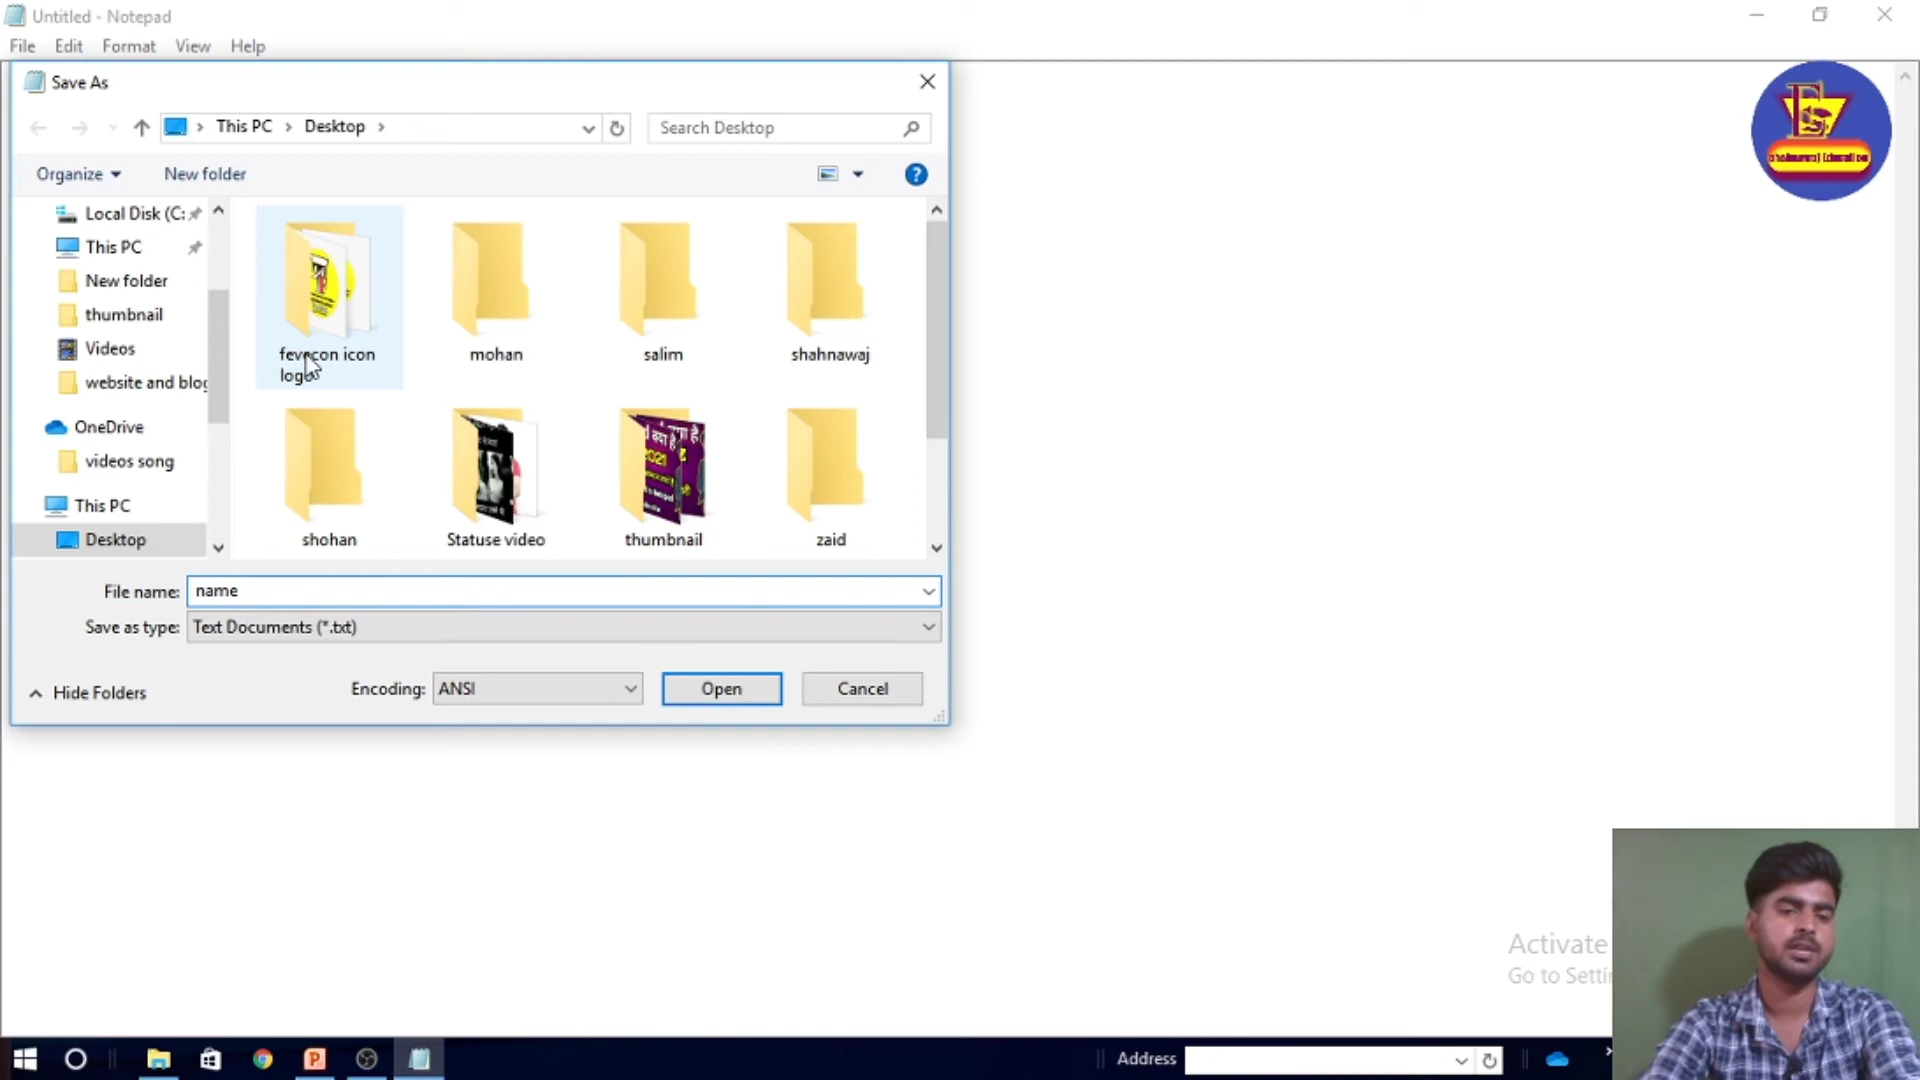 Untitled - Notepad
File Edit Format View Help
Save As
This PC Desktop
Search Desktop
Organize New folder
Local Disk (C:
This PC
New folder
thumbnail
Videos
website and blog
OneDrive
videos song
This PC
Desktop
mohan salim shahnawaj
icon
shohan Statuse video thumbnail zaid
क्या है
2021
File name: name
Save as type: Text Documents (*.txt)
Hide Folders Encoding: ANSI Open Cancel
Activate
Go to Setti
Address